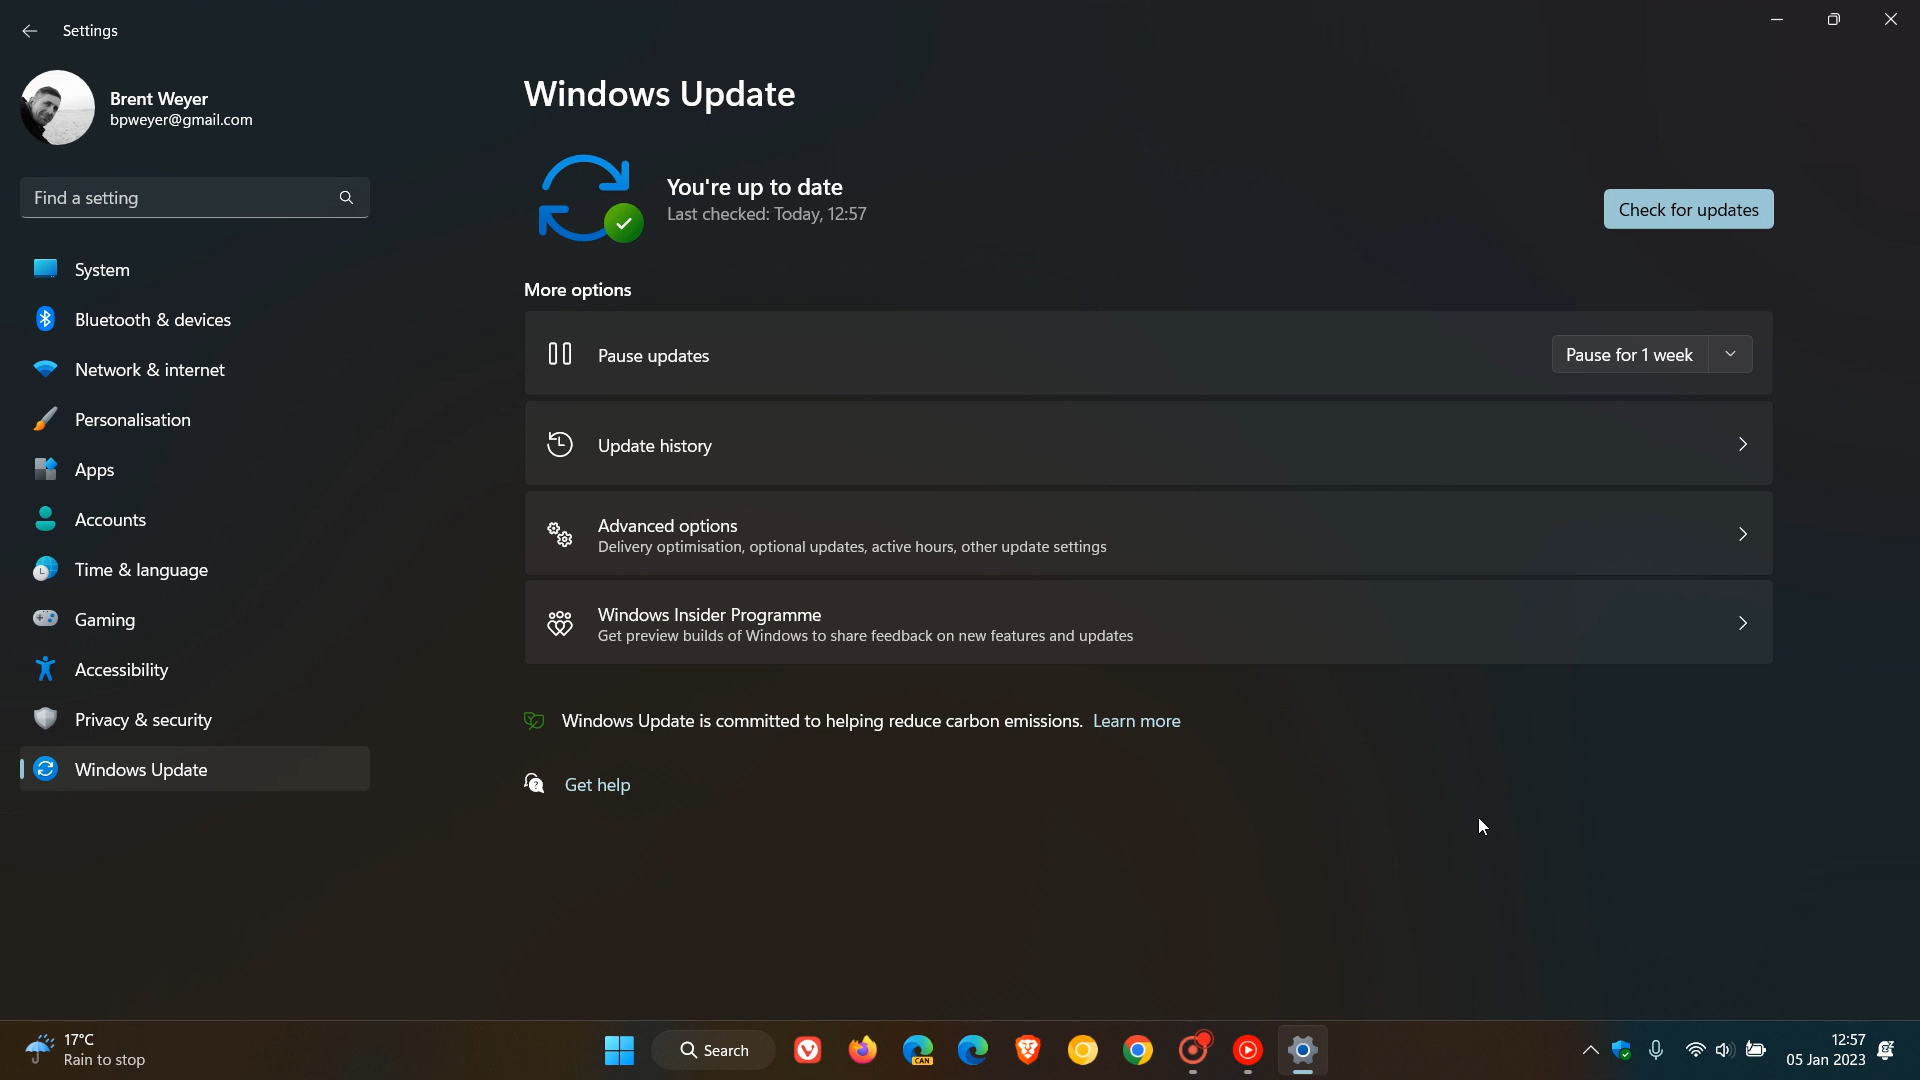 Settings
Brent Weyer
bpweyer@gmail.com
Find a setting
System
Bluetooth & devices
Network & internet
Personalisation
Apps
Accounts
Time & language
Gaming
Accessibility
Privacy & security
Windows Update
Windows Update
You're up to date
Last checked: Today, 12:57
Check for updates
More options
Pause updates
Pause for 1 week
Update history
Advanced options
Delivery optimisation, optional updates, active hours, other update settings
Windows Insider Programme
Get preview builds of Windows to share feedback on new features and updates
Windows Update is committed to helping reduce carbon emissions. Learn more
Get help
17°C
Rain to stop
Search
CAN
12:57
05 Jan 2023